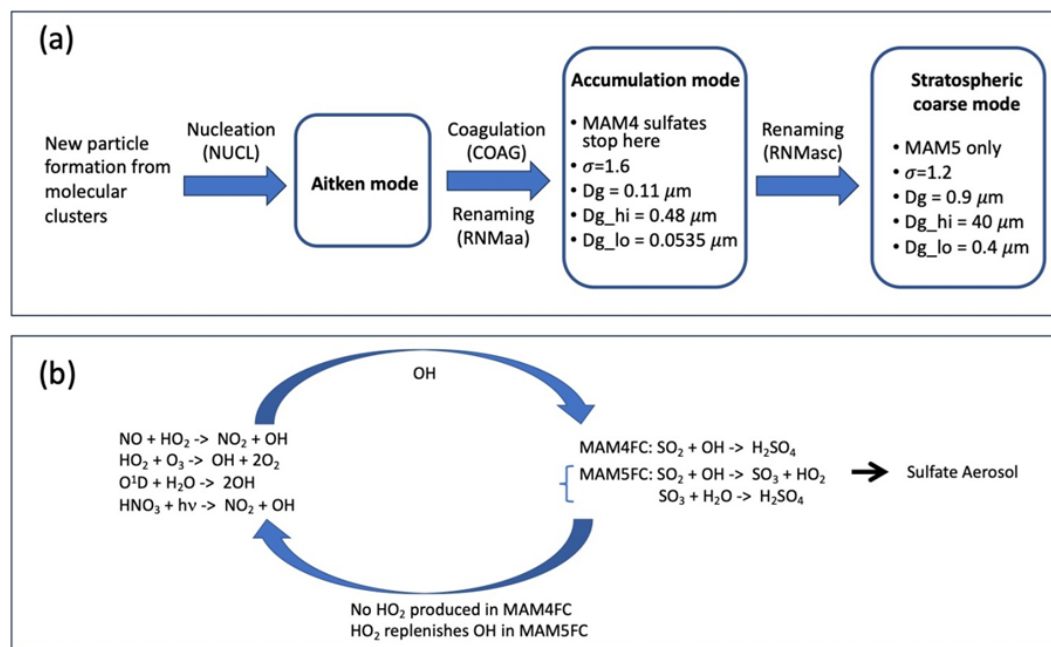 (a)
New particle
formation from
molecular
clusters
Nucleation
(NUCL)
Aitken mode
Coagulation
(COAG)
Renaming
(RNMaa)
Accumulation mode
• MAM4 sulfates
stop here
• σ=1.6
• Dg = 0.11 μm
• Dg_hi = 0.48 μm
• Dg_lo = 0.0535 μm
Renaming
(RNMasc)
Stratospheric
coarse mode
• MAM5 only
• σ=1.2
• Dg = 0.9 μm
• Dg_hi = 40 μm
• Dg_lo = 0.4 μm
(b)
OH
NO + HO₂ -> NO₂ + OH
HO₂ + O₃ -> OH + 2O₂
O¹D + H₂O -> 2OH
HNO₃ + hν -> NO₂ + OH
MAM4FC: SO₂ + OH -> H₂SO₄
MAM5FC: SO₂ + OH -> SO₃ + HO₂
SO₃ + H₂O -> H₂SO₄
Sulfate Aerosol
No HO₂ produced in MAM4FC
HO₂ replenishes OH in MAM5FC